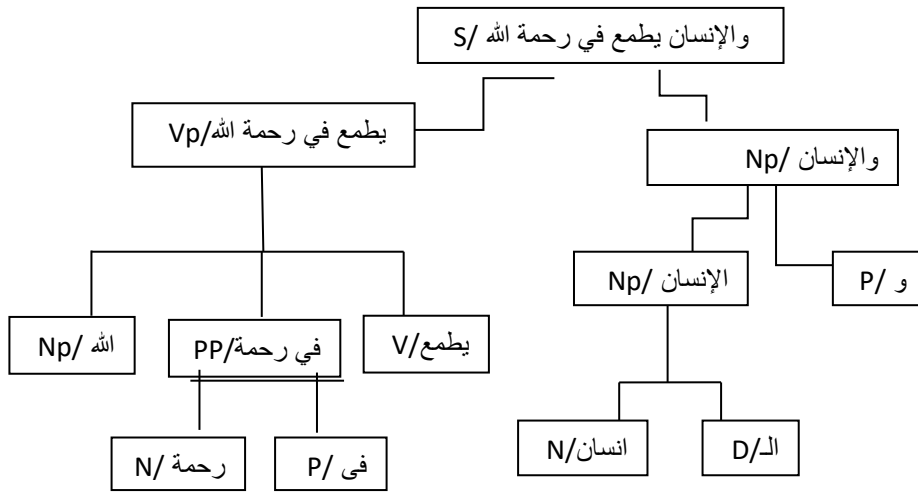 والإنسان يطمع في رحمة الله /S
والإنسان /Np
يطمع في رحمة الله/Vp
و /P
الإنسان /Np
يطمع/V
في رحمة/PP
الله /Np
الـ/D
انسان/N
فى /P
رحمة /N